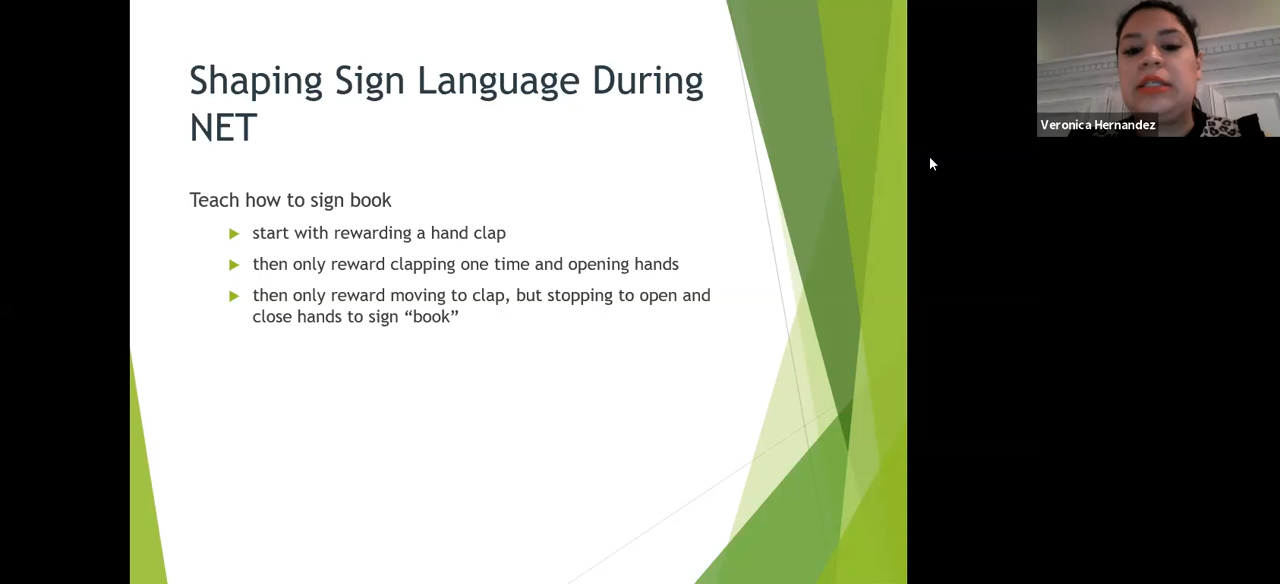 Shaping Sign Language During
NET
Teach how to sign book
start with rewarding a hand clap
then only reward clapping one time and opening hands
then only reward moving to clap, but stopping to open and
close hands to sign “book”
Veronica Hernandez